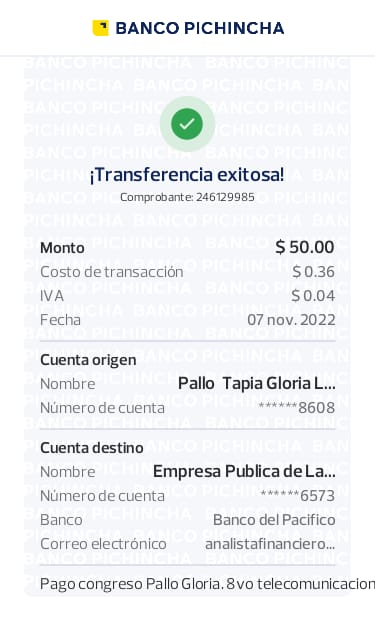 BANCO PICHINCHA
¡Transferencia exitosa!
Comprobante: 246129985
Monto $ 50.00
Costo de transacción $ 0.36
IVA $ 0.04
Fecha 07 nov. 2022
Cuenta origen
Nombre Pallo Tapia Gloria L...
Número de cuenta ******8608
Cuenta destino
Nombre Empresa Publica de La...
Número de cuenta ******6573
Banco Banco del Pacifico
Correo electrónico analistafinanciero...
Pago congreso Pallo Gloria. 8vo telecomunicacion